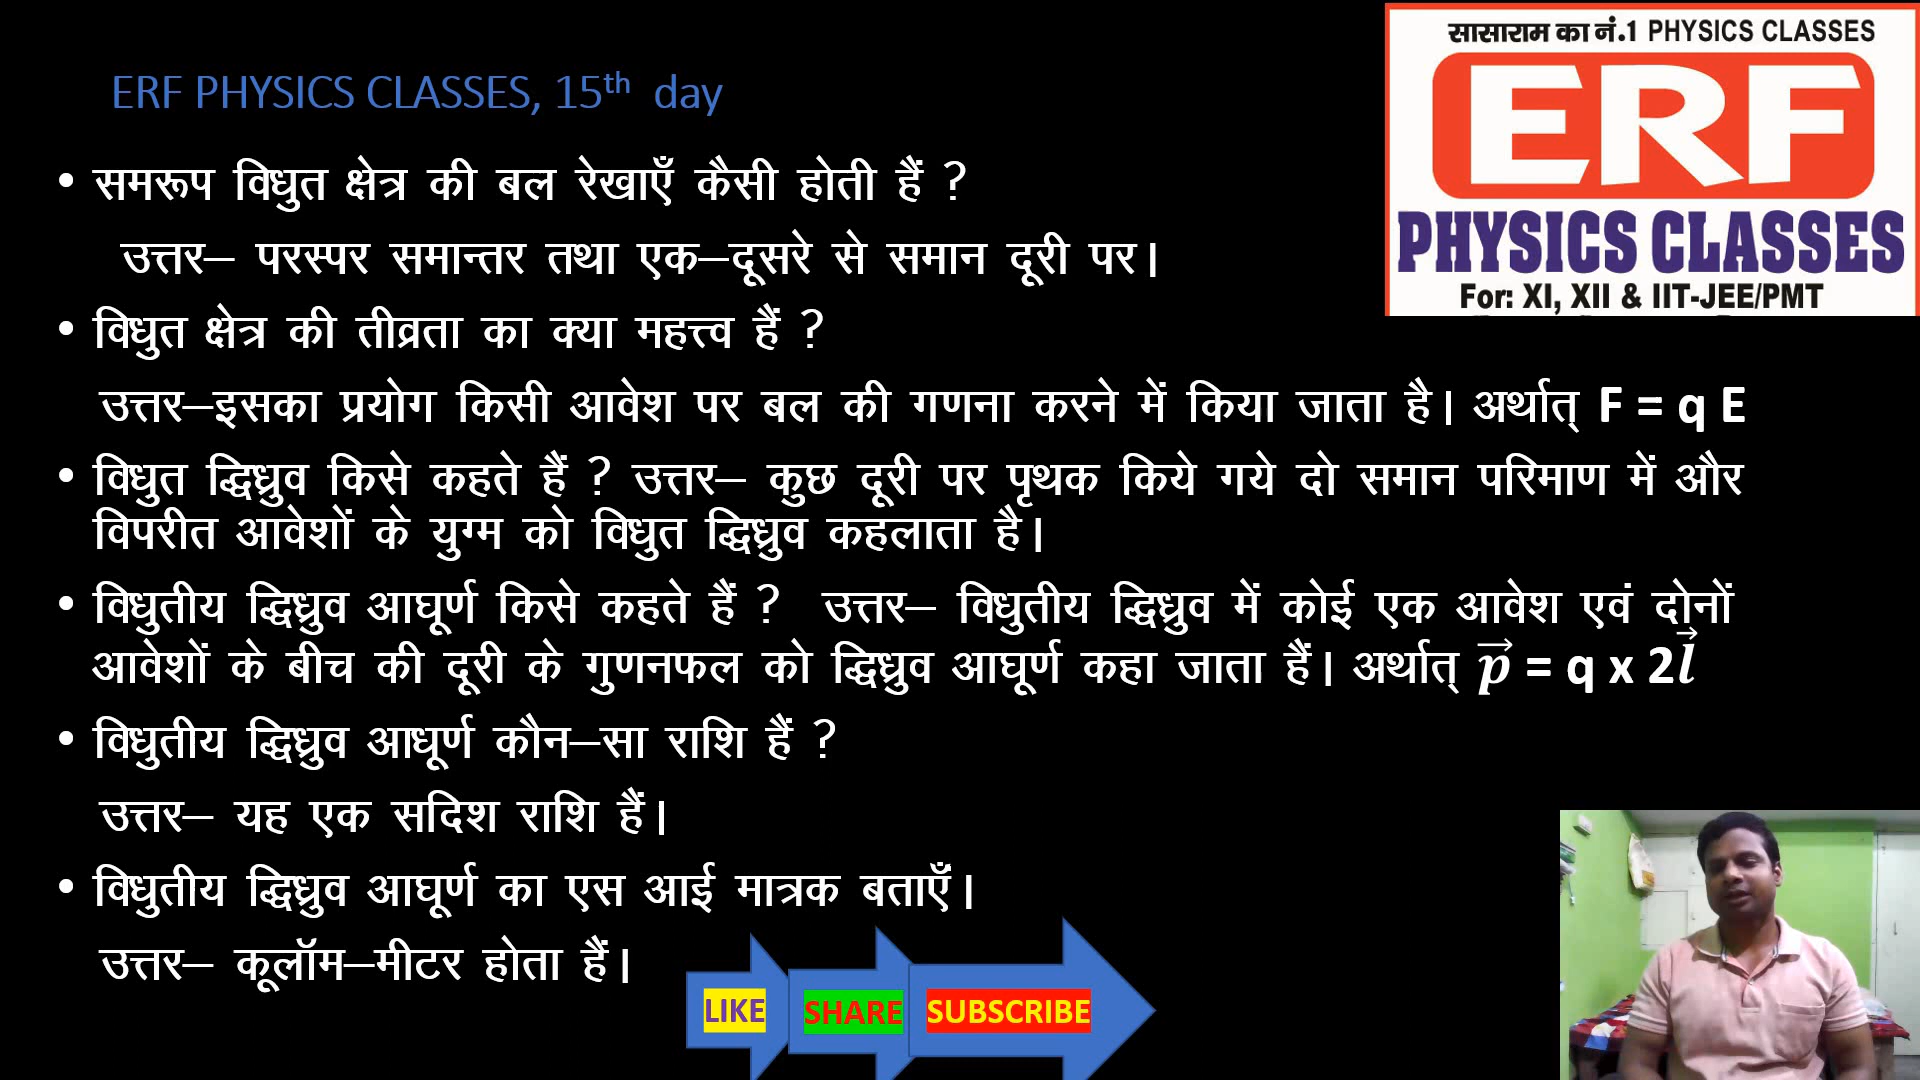 सासाराम का नं.1 PHYSICS CLASSES
ERF
PHYSICS CLASSES
For: XI, XII & IIT-JEE/PMT
ERF PHYSICS CLASSES, 15th day
• समरूप विधुत क्षेत्र की बल रेखाएँ कैसी होती हैं ?
उत्तर– परस्पर समान्तर तथा एक–दूसरे से समान दूरी पर।
• विधुत क्षेत्र की तीव्रता का क्या महत्त्व हैं ?
उत्तर–इसका प्रयोग किसी आवेश पर बल की गणना करने में किया जाता है। अर्थात् F = q E
• विधुत द्धिध्रुव किसे कहते हैं ? उत्तर– कुछ दूरी पर पृथक किये गये दो समान परिमाण में और
विपरीत आवेशों के युग्म को विधुत द्धिध्रुव कहलाता है।
• विधुतीय द्धिध्रुव आघूर्ण किसे कहते हैं ? उत्तर– विधुतीय द्धिध्रुव में कोई एक आवेश एवं दोनों
आवेशों के बीच की दूरी के गुणनफल को द्धिध्रुव आघूर्ण कहा जाता हैं। अर्थात् p⃗ = q x 2l⃗
• विधुतीय द्धिध्रुव आधूर्ण कौन–सा राशि हैं ?
उत्तर– यह एक सदिश राशि हैं।
• विधुतीय द्धिध्रुव आघूर्ण का एस आई मात्रक बताएँ।
उत्तर– कूलॉम–मीटर होता हैं।
LIKE SHARE SUBSCRIBE